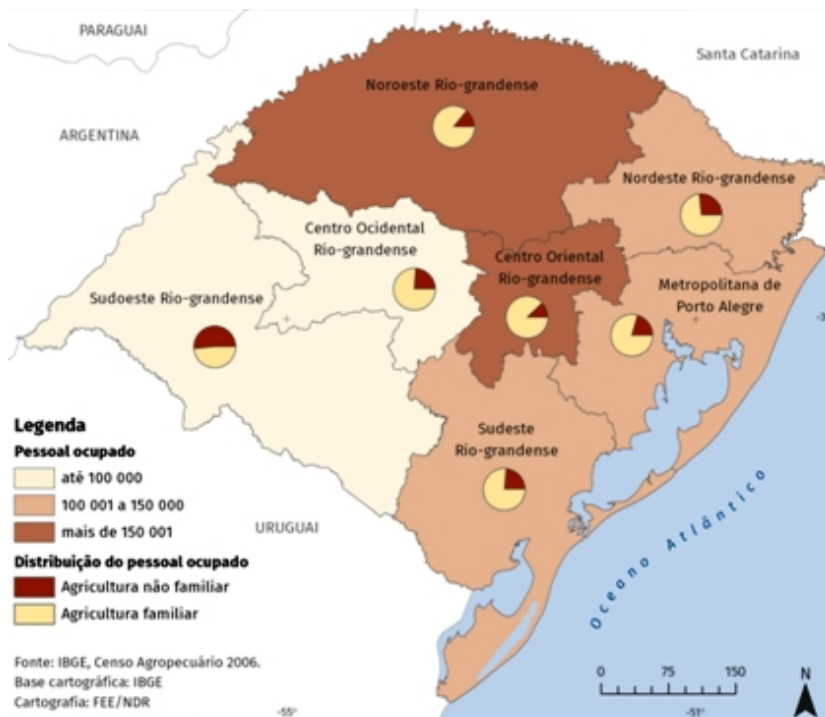 PARAGUAI
Santa Catarina
Noroeste Rio-grandense
ARGENTINA
Nordeste Rio-grandense
Centro Ocidental
Rio-grandense
Centro Oriental
Rio-grandense
Metropolitana de
Porto Alegre
Sudoeste Rio-grandense
Sudeste
Rio-grandense
URUGUAI
Oceano Atlântico
Legenda
Pessoal ocupado
até 100 000
100 001 a 150 000
mais de 150 001
Distribuição do pessoal ocupado
Agricultura não familiar
Agricultura familiar
Fonte: IBGE, Censo Agropecuário 2006.
Base cartográfica: IBGE
Cartografia: FEE/NDR
0 75 150
N
-55°
-51°